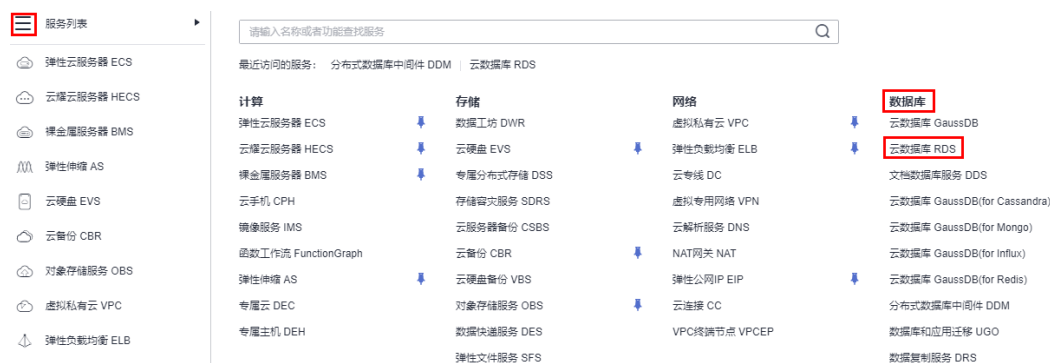 服务列表
弹性云服务器 ECS
云耀云服务器 HECS
裸金属服务器 BMS
弹性伸缩 AS
云硬盘 EVS
云备份 CBR
对象存储服务 OBS
虚拟私有云 VPC
弹性负载均衡 ELB
请输入名称或者功能查找服务
最近访问的服务： 分布式数据库中间件 DDM 云数据库 RDS
计算
弹性云服务器 ECS
云耀云服务器 HECS
裸金属服务器 BMS
云手机 CPH
镜像服务 IMS
函数工作流 FunctionGraph
弹性伸缩 AS
专属云 DEC
专属主机 DEH
存储
数据工坊 DWR
云硬盘 EVS
专属分布式存储 DSS
存储容灾服务 SDRS
云服务器备份 CSBS
云备份 CBR
云硬盘备份 VBS
对象存储服务 OBS
数据快递服务 DES
弹性文件服务 SFS
网络
虚拟私有云 VPC
弹性负载均衡 ELB
云专线 DC
虚拟专用网络 VPN
云解析服务 DNS
NAT网关 NAT
弹性公网IP EIP
云连接 CC
VPC终端节点 VPCEP
数据库
云数据库 GaussDB
云数据库 RDS
文档数据库服务 DDS
云数据库 GaussDB(for Cassandra)
云数据库 GaussDB(for Mongo)
云数据库 GaussDB(for Influx)
云数据库 GaussDB(for Redis)
分布式数据库中间件 DDM
数据库和应用迁移 UGO
数据复制服务 DRS